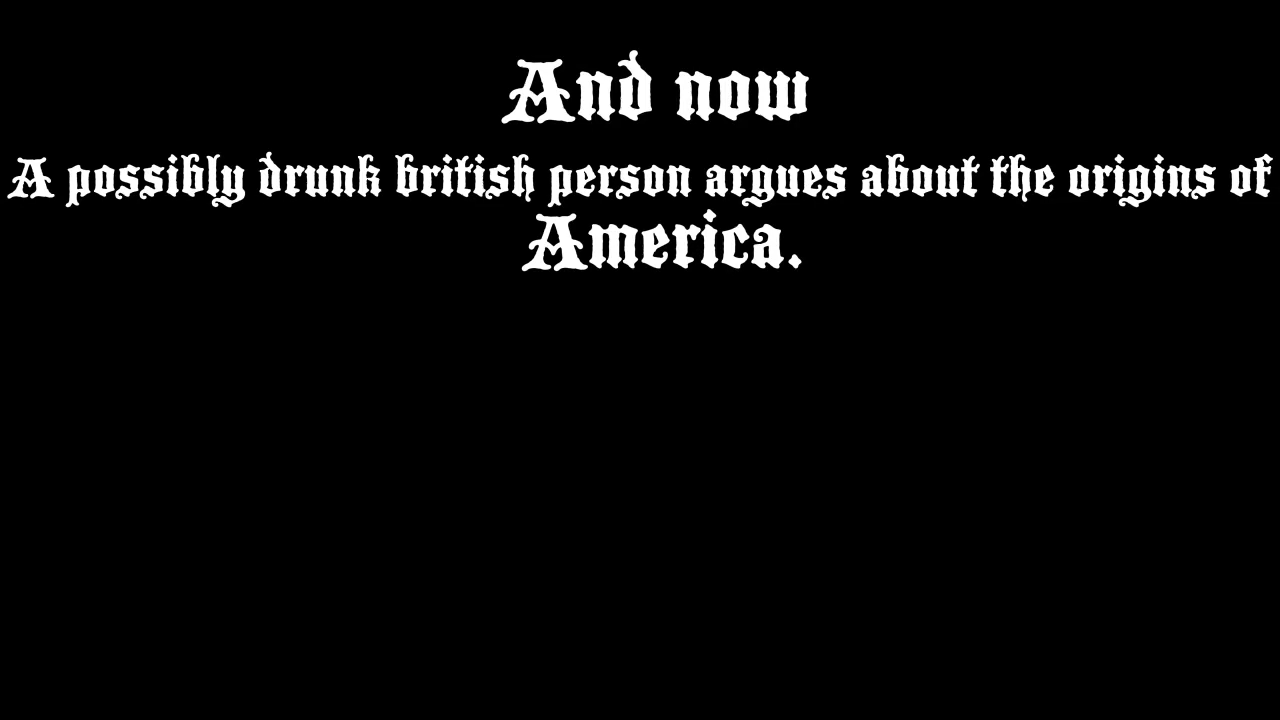 And now
A possibly drunk british person argues about the origins of
America.